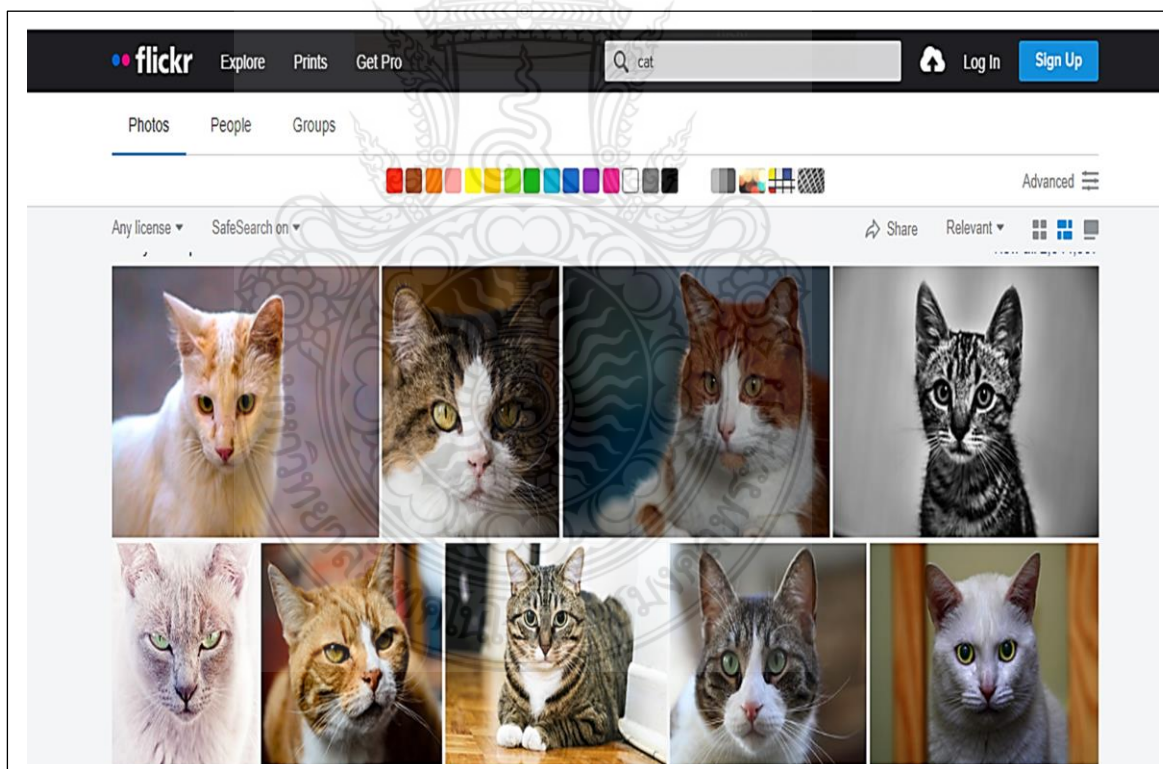 flickr Explore Prints Get Pro cat Log In Sign Up
Photos People Groups
Advanced
Any license SafeSearch on Share Relevant